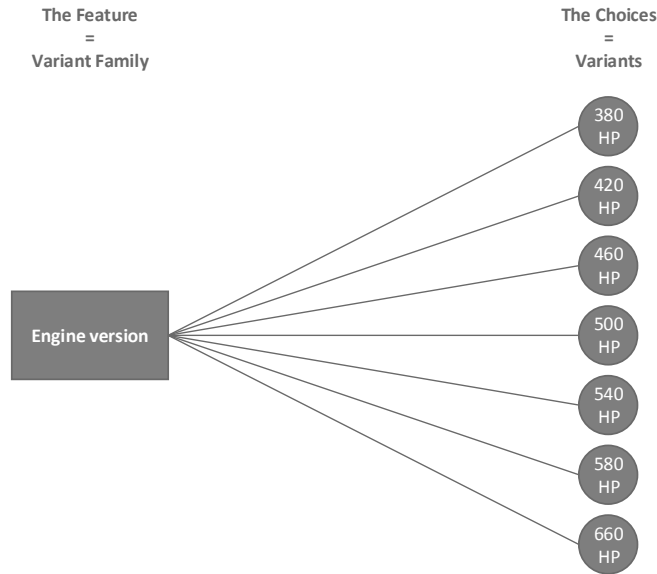 The Feature
=
Variant Family
The Choices
=
Variants
380
HP
420
HP
460
HP
Engine version
500
HP
540
HP
580
HP
660
HP